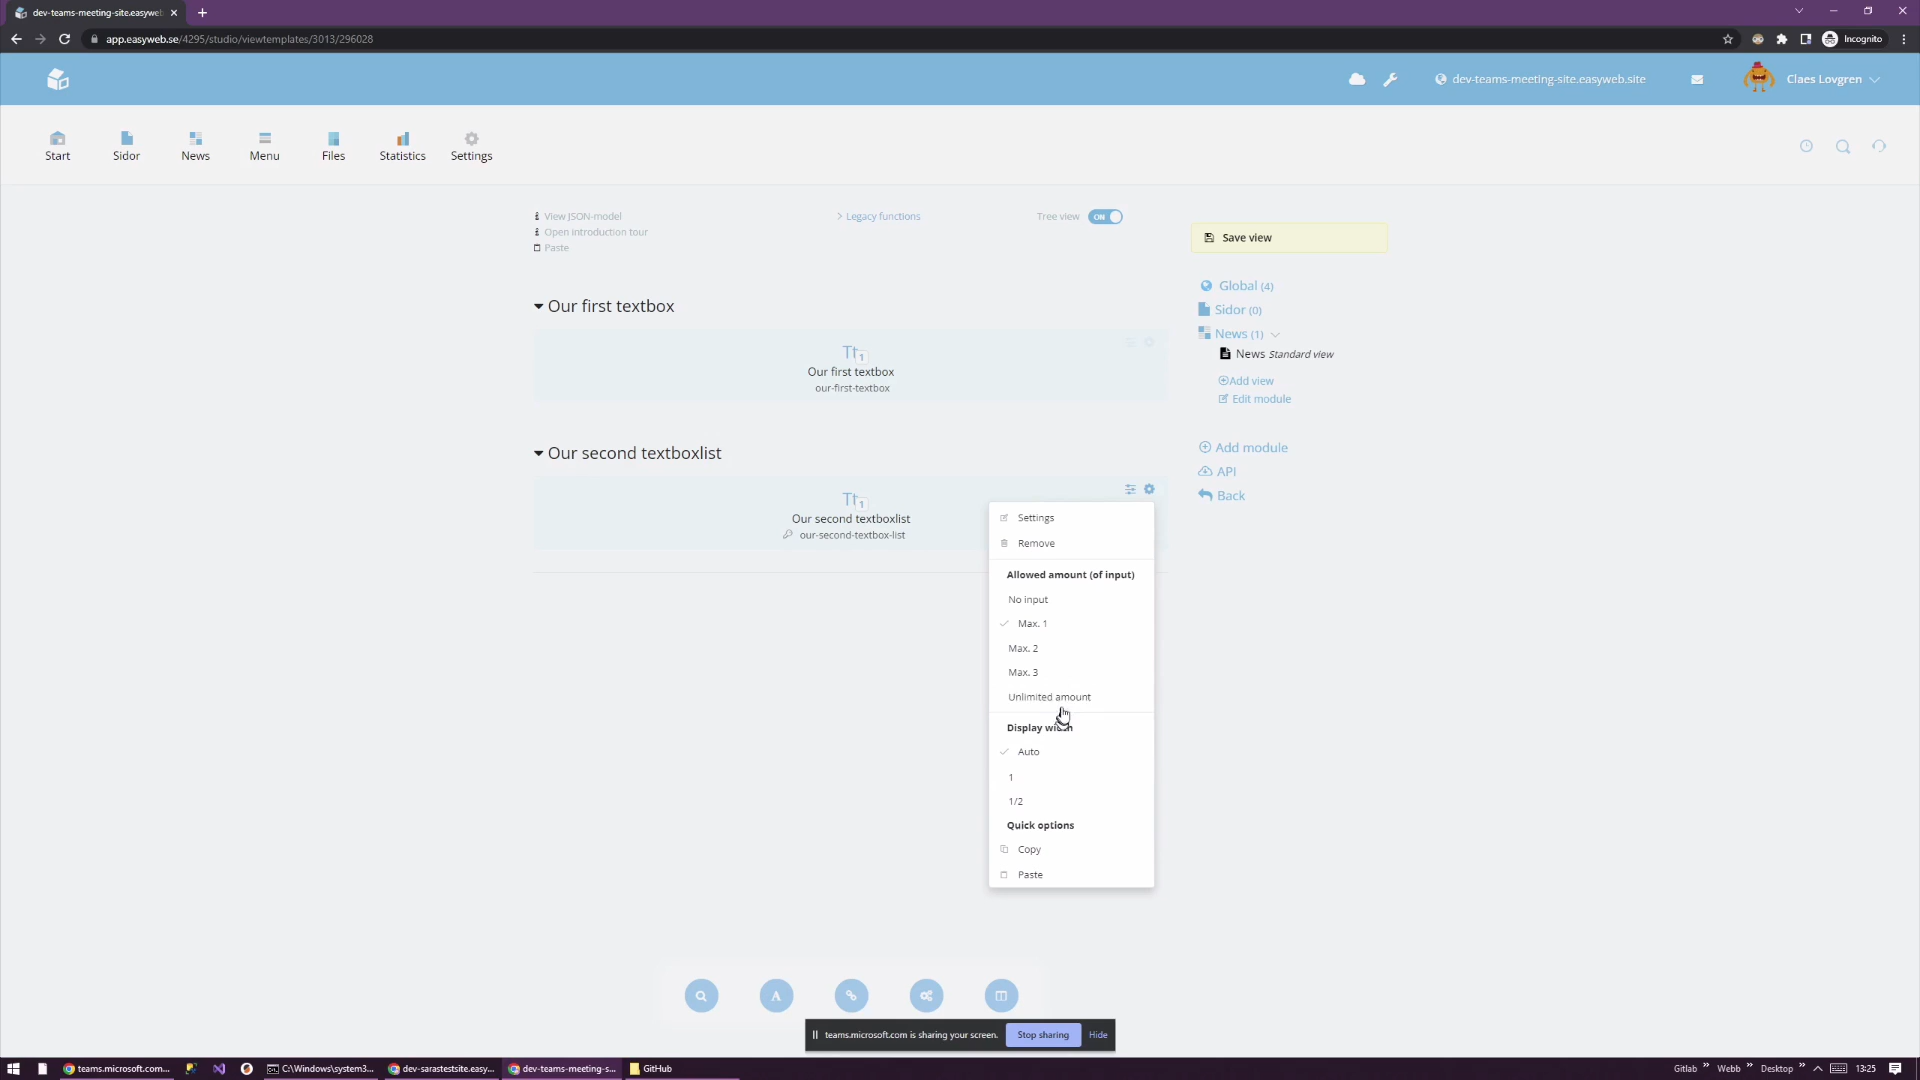 dev-teams-meeting-site.easyweb
app.easyweb.se/4295/studio/viewtemplates/3013/296028
Incognito
dev-teams-meeting-site.easyweb.site
Claes Lovgren
Start
Sidor
News
Menu
Files
Statistics
Settings
View JSON-model
Open introduction tour
Paste
> Legacy functions
Tree view
ON
Save view
Our first textbox
Tt 1
Our first textbox
our-first-textbox
Our second textboxlist
Tt 1
Our second textboxlist
our-second-textbox-list
Settings
Remove
Allowed amount (of input)
No input
Max. 1
Max. 2
Max. 3
Unlimited amount
Display width
Auto
1
1/2
Quick options
Copy
Paste
Global (4)
Sidor (0)
News (1)
News Standard view
Add view
Edit module
Add module
API
Back
A
teams.microsoft.com is sharing your screen.
Stop sharing
Hide
teams.microsoft.com...
C:\Windows\system3...
dev-sarastestsite.easy...
dev-teams-meeting-s...
GitHub
Gitlab
Webb
Desktop
13:25